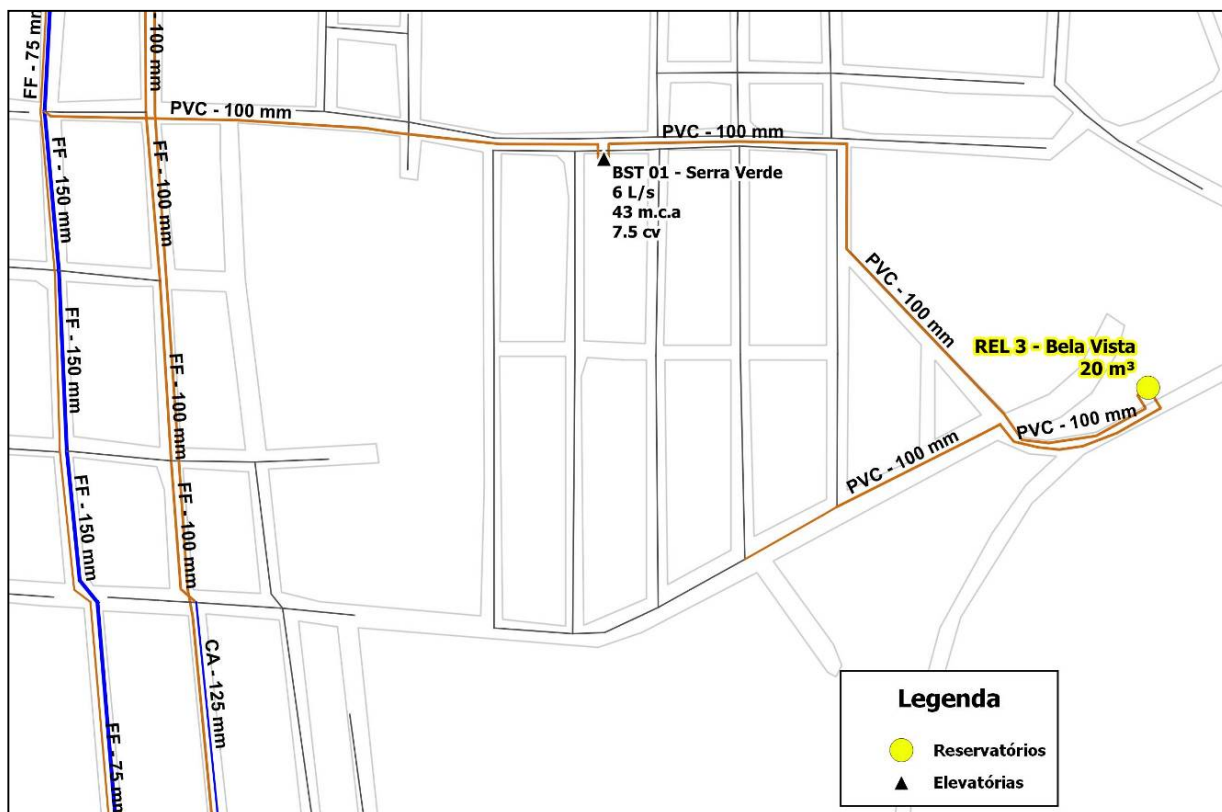 FF - 75 mm
- 100 mm
PVC - 100 mm
PVC - 100 mm
FF - 150 mm
FF - 100 mm
BST 01 - Serra Verde
6 L/s
43 m.c.a
7.5 cv
PVC - 100 mm
FF - 150 mm
REL 3 - Bela Vista
20 m³
FF - 100 mm
PVC - 100 mm
PVC - 100 mm
FF - 150 mm
FF - 100 mm
CA - 125 mm
FF - 75 mm
Legenda
Reservatórios
Elevatórias